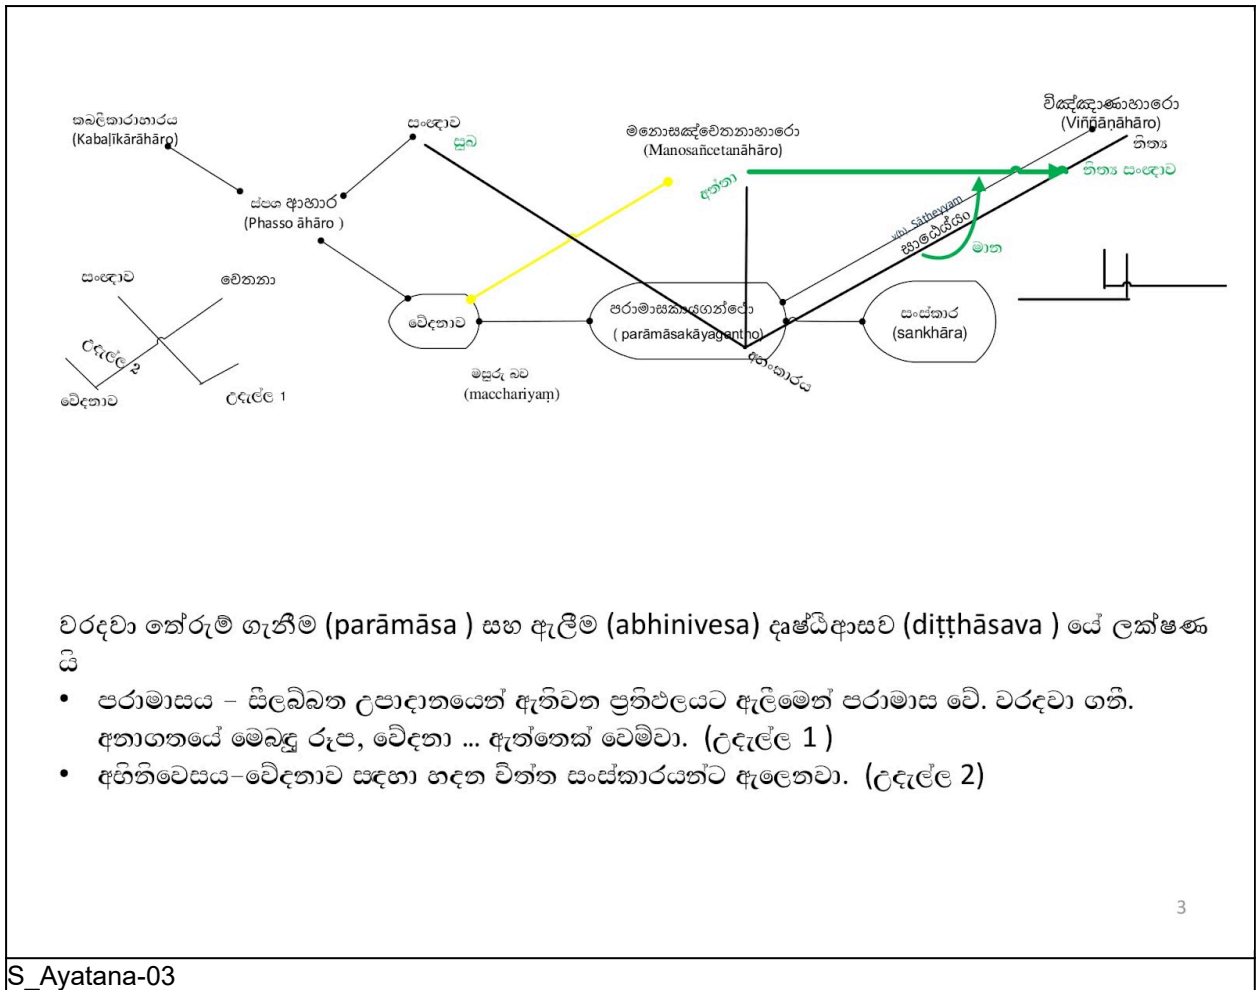 කබලිකාරාහාරය
(Kabaḷīkārāhāro)
සංඥාව
සුබ
මනොසඤ්චෙතනාහාරො
(Manosañcetanāhāro)
විඤ්ඤාණාහාරො
(Viññāṇāhāro)
නිත්‍ය
නිත්‍ය සංඥාව
අත්තා
ස්පශ ආහාර
(Phasso āhāro )
Sāṭheyyaṃ
සාඨෙය්යං
මාන
සංඥාව
චේතනා
උදැල්ල 2
වේදනාව
උදැල්ල 1
වේදනාව
පරාමාසකායගන්ථො
( parāmāsakāyagantho)
සංස්කාර
(sankhāra)
අහංකාරය
මසුරු බව
(macchariyaṃ)
වරදවා තේරුම් ගැනීම (parāmāsa ) සහ ඇලීම (abhinivesa) දෘෂ්ඨිආසව (diṭṭhāsava ) යේ ලක්ෂණ
යි
• පරාමාසය – සීලබ්බත උපාදානයෙන් ඇතිවන ප්‍රතිඵලයට ඇලීමෙන් පරාමාස වේ. වරදවා ගනී.
අනාගතයේ මෙබඳු රූප, වේදනා ... ඇත්තෙක් වෙම්වා. (උදැල්ල 1 )
• අභිනිවෙසය–වේදනාව සඳහා හදන චිත්ත සංස්කාරයන්ට ඇලෙනවා. (උදැල්ල 2)
3
S_Ayatana-03